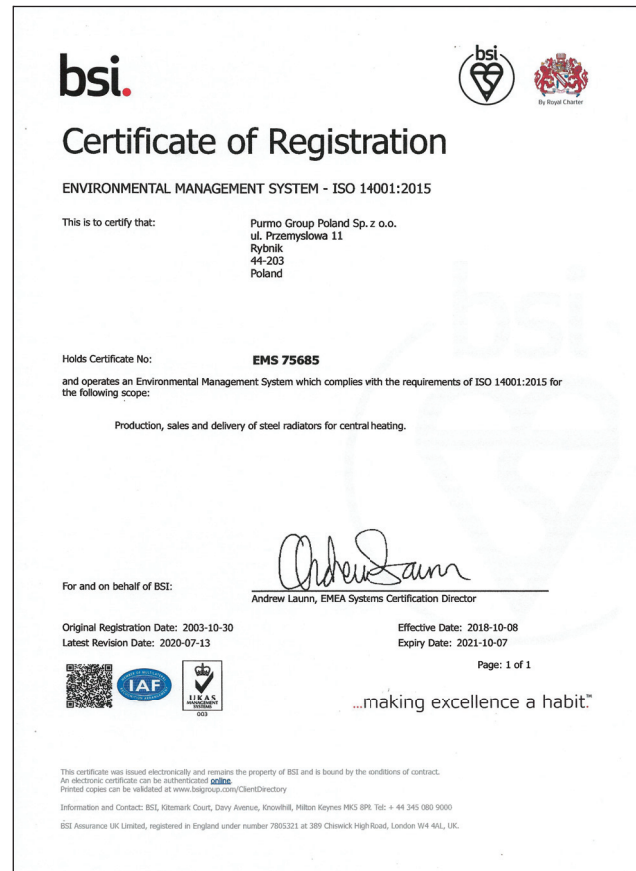 bsi.
bsi
By Royal Charter
Certificate of Registration
ENVIRONMENTAL MANAGEMENT SYSTEM - ISO 14001:2015
This is to certify that:
Purmo Group Poland Sp. z o.o.
ul. Przemyslowa 11
Rybnik
44-203
Poland
Holds Certificate No:
EMS 75685
and operates an Environmental Management System which complies with the requirements of ISO 14001:2015 for
the following scope:
Production, sales and delivery of steel radiators for central heating.
For and on behalf of BSI:
Andrew Launn
Andrew Launn, EMEA Systems Certification Director
Original Registration Date: 2003-10-30
Effective Date: 2018-10-08
Latest Revision Date: 2020-07-13
Expiry Date: 2021-10-07
Page: 1 of 1
IAF
UKAS
MANAGEMENT
SYSTEMS
003
...making excellence a habit.™
This certificate was issued electronically and remains the property of BSI and is bound by the conditions of contract.
An electronic certificate can be authenticated online.
Printed copies can be validated at www.bsigroup.com/ClientDirectory
Information and Contact: BSI, Kitemark Court, Davy Avenue, Knowlhill, Milton Keynes MK5 8PP. Tel: + 44 345 080 9000
BSI Assurance UK Limited, registered in England under number 7805321 at 389 Chiswick High Road, London W4 4AL, UK.